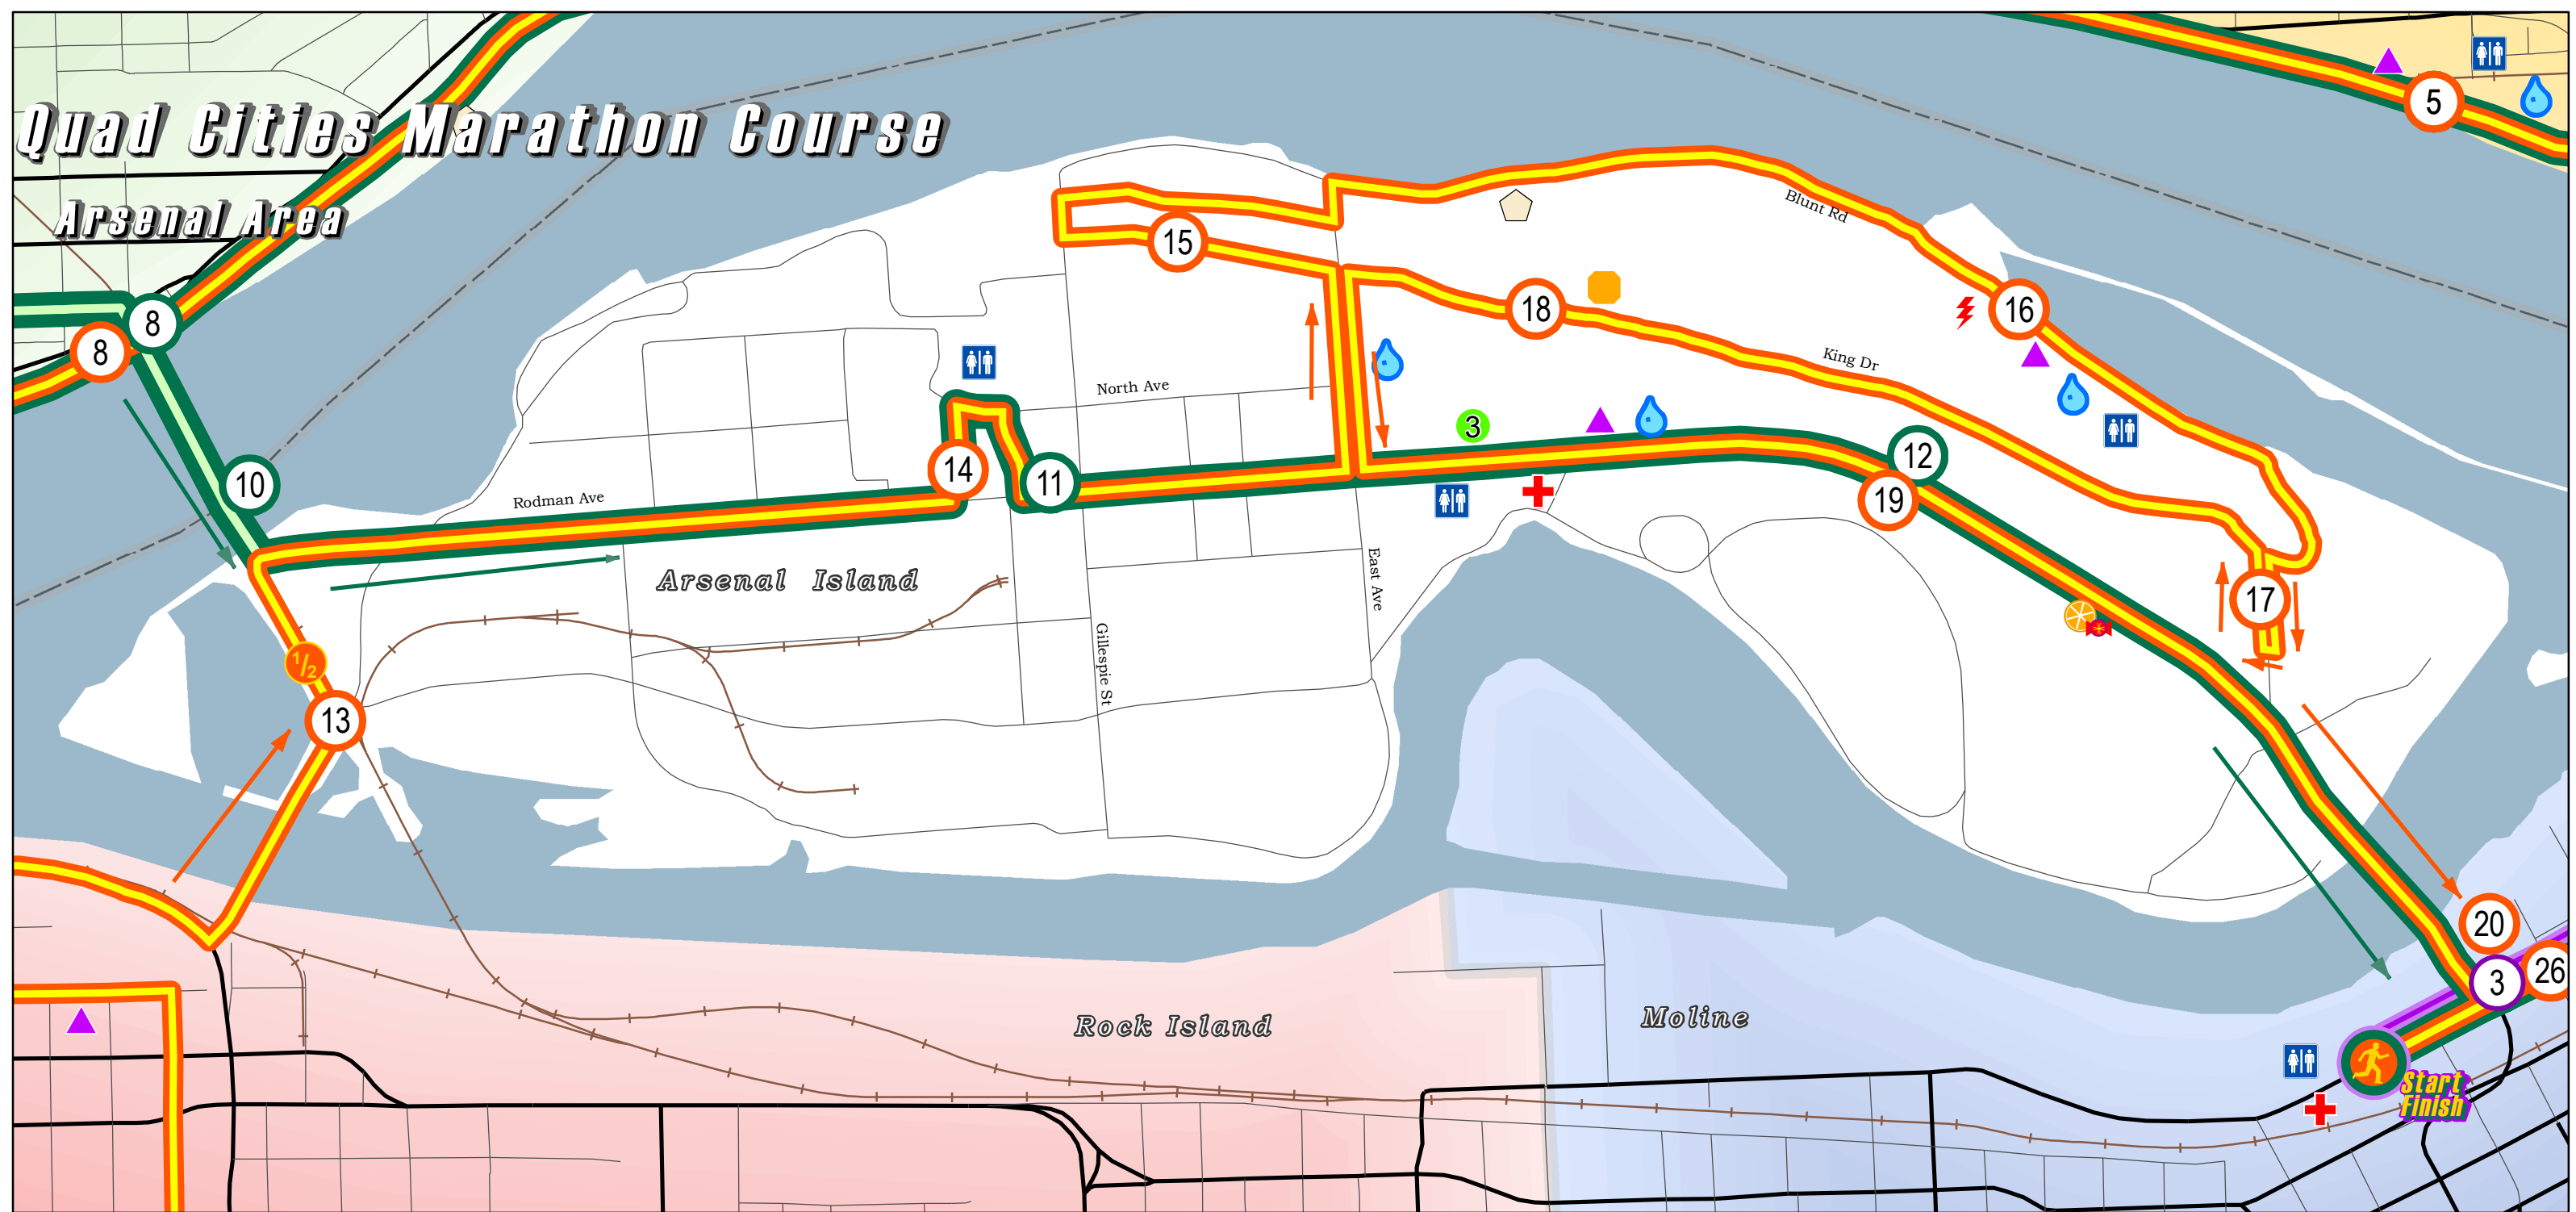 Quad Cities Marathon Course
Arsenal Area
5
8
8
10
15
16
18
Blunt Rd
King Dr
North Ave
3
14
11
12
19
Rodman Ave
Arsenal Island
East Ave
17
Gillespie St
1/2
13
20
3
26
Rock Island
Moline
Start
Finish